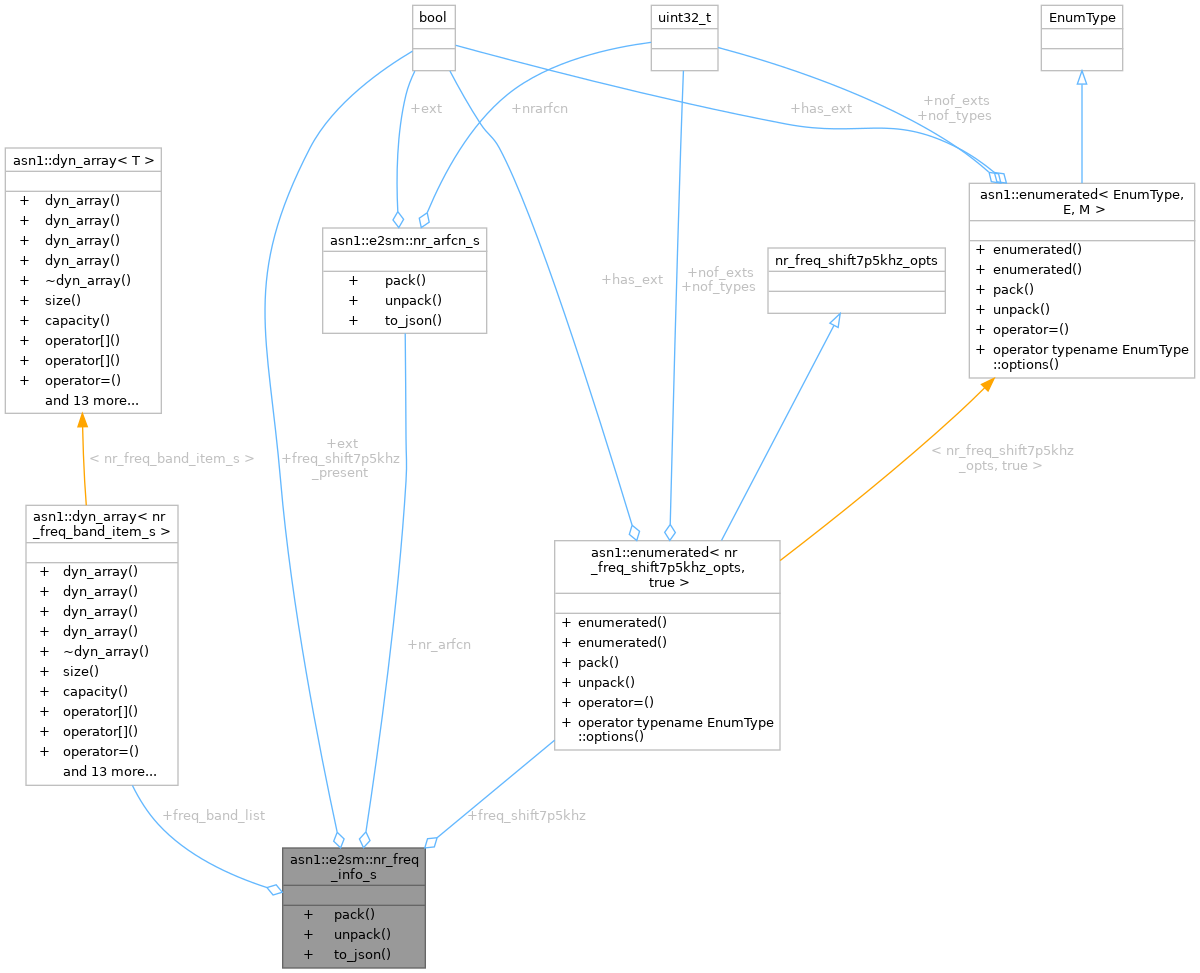 bool
uint32_t
EnumType
+ext
+nrarfcn
+has_ext
+nof_exts
+nof_types
asn1::dyn_array< T >
+ dyn_array()
+ dyn_array()
+ dyn_array()
+ dyn_array()
+ ~dyn_array()
+ size()
+ capacity()
+ operator[]()
+ operator[]()
+ operator=()
and 13 more...
asn1::e2sm::nr_arfcn_s
+ pack()
+ unpack()
+ to_json()
+has_ext
+nof_exts
+nof_types
nr_freq_shift7p5khz_opts
asn1::enumerated< EnumType,
E, M >
+ enumerated()
+ enumerated()
+ pack()
+ unpack()
+ operator=()
+ operator typename EnumType
::options()
< nr_freq_band_item_s >
+ext
+freq_shift7p5khz
_present
< nr_freq_shift7p5khz
_opts, true >
asn1::dyn_array< nr
_freq_band_item_s >
+ dyn_array()
+ dyn_array()
+ dyn_array()
+ dyn_array()
+ ~dyn_array()
+ size()
+ capacity()
+ operator[]()
+ operator[]()
+ operator=()
and 13 more...
+nr_arfcn
asn1::enumerated< nr
_freq_shift7p5khz_opts,
true >
+ enumerated()
+ enumerated()
+ pack()
+ unpack()
+ operator=()
+ operator typename EnumType
::options()
+freq_band_list
+freq_shift7p5khz
asn1::e2sm::nr_freq
_info_s
+ pack()
+ unpack()
+ to_json()